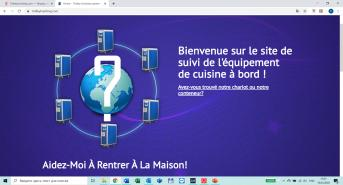 Bienvenue sur le site de
suivi de l'équipement
de cuisine à bord !
Avez-vous trouvé notre chariot ou notre
conteneur?
?
Aidez-Moi À Rentrer À La Maison!